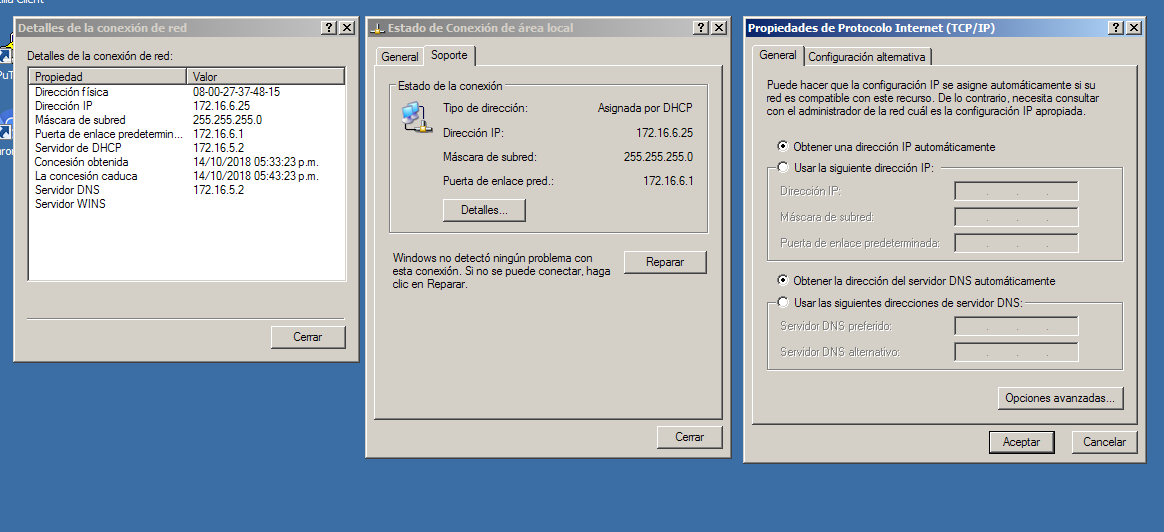 Detalles de la conexión de red
Detalles de la conexión de red:
Propiedad Valor
Dirección física 08-00-27-37-48-15
Dirección IP 172.16.6.25
Máscara de subred 255.255.255.0
Puerta de enlace predetermin... 172.16.6.1
Servidor de DHCP 172.16.5.2
Concesión obtenida 14/10/2018 05:33:23 p.m.
La concesión caduca 14/10/2018 05:43:23 p.m.
Servidor DNS 172.16.5.2
Servidor WINS
Cerrar
Estado de Conexión de área local
General Soporte
Estado de la conexión
Tipo de dirección: Asignada por DHCP
Dirección IP: 172.16.6.25
Máscara de subred: 255.255.255.0
Puerta de enlace pred.: 172.16.6.1
Detalles...
Windows no detectó ningún problema con
esta conexión. Si no se puede conectar, haga
clic en Reparar.
Reparar
Cerrar
Propiedades de Protocolo Internet (TCP/IP)
General Configuración alternativa
Puede hacer que la configuración IP se asigne automáticamente si su
red es compatible con este recurso. De lo contrario, necesita consultar
con el administrador de la red cuál es la configuración IP apropiada.
Obtener una dirección IP automáticamente
Usar la siguiente dirección IP:
Dirección IP:
Máscara de subred:
Puerta de enlace predeterminada:
Obtener la dirección del servidor DNS automáticamente
Usar las siguientes direcciones de servidor DNS:
Servidor DNS preferido:
Servidor DNS alternativo:
Opciones avanzadas...
Aceptar Cancelar